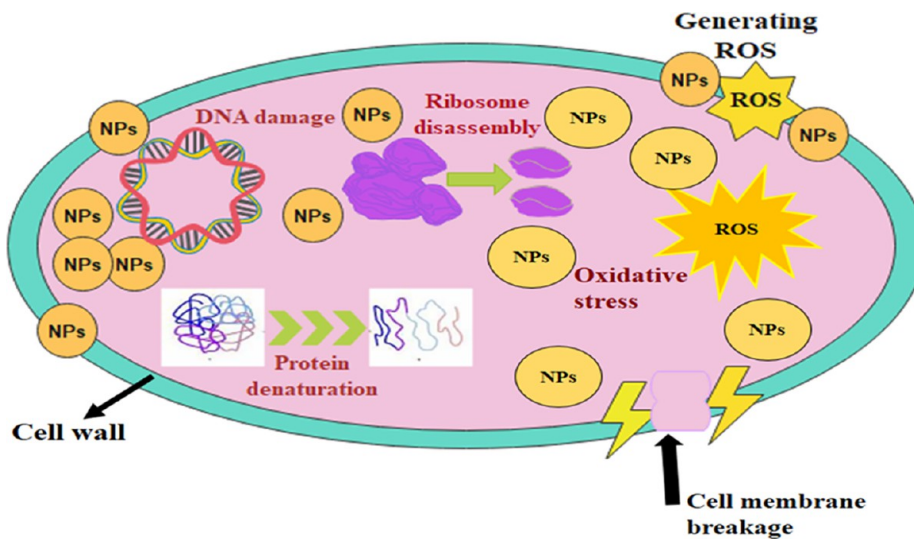 Generating
ROS
NPs
ROS
NPs
NPs
DNA damage
NPs
Ribosome
disassembly
NPs
NPs
NPs
NPs
NPs
NPs
ROS
NPs
Oxidative
stress
NPs
NPs
NPs
Protein
denaturation
Cell wall
Cell membrane
breakage